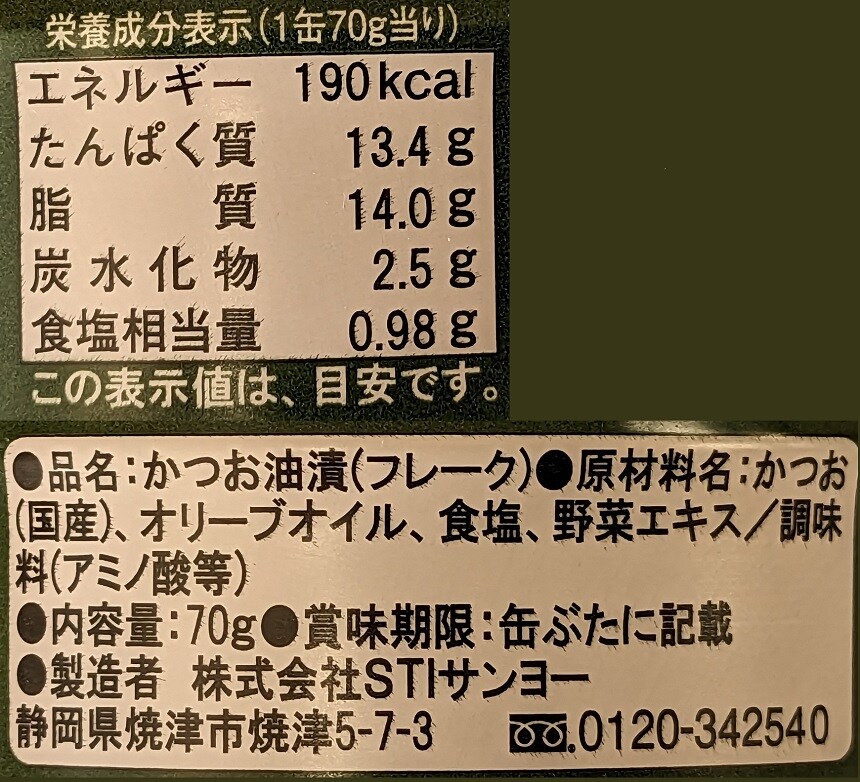 栄養成分表示(1缶70g当り)
エネルギー 190kcal
たんぱく質 13.4g
脂質 14.0g
炭水化物 2.5g
食塩相当量 0.98g
この表示値は、目安です。
●品名:かつお油漬(フレーク)●原材料名:かつお
(国産)、オリーブオイル、食塩、野菜エキス/調味
料(アミノ酸等)
●内容量:70g●賞味期限:缶ぶたに記載
●製造者 株式会社STIサンヨー
静岡県焼津市焼津5-7-3 0120-342540